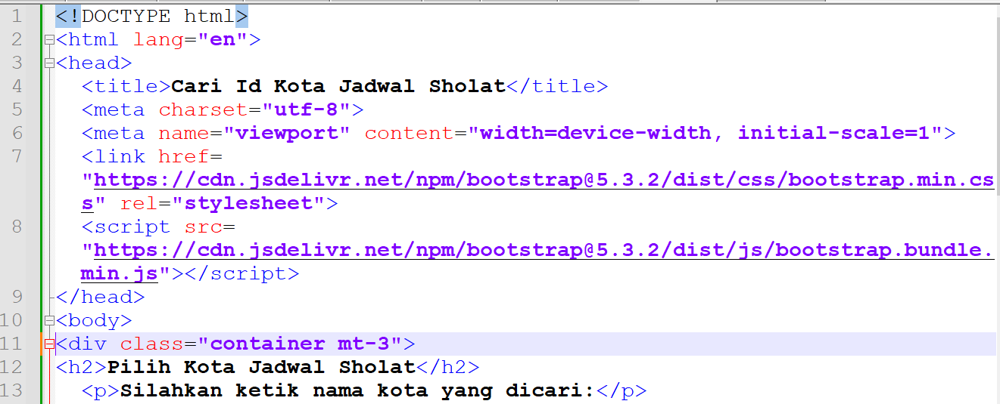 1 <!DOCTYPE html>
2 <html lang="en">
3 <head>
4 <title>Cari Id Kota Jadwal Sholat</title>
5 <meta charset="utf-8">
6 <meta name="viewport" content="width=device-width, initial-scale=1">
7 <link href=
"https://cdn.jsdelivr.net/npm/bootstrap@5.3.2/dist/css/bootstrap.min.cs
s" rel="stylesheet">
8 <script src=
"https://cdn.jsdelivr.net/npm/bootstrap@5.3.2/dist/js/bootstrap.bundle.
min.js"></script>
9 </head>
10 <body>
11 <div class="container mt-3">
12 <h2>Pilih Kota Jadwal Sholat</h2>
13 <p>Silahkan ketik nama kota yang dicari:</p>